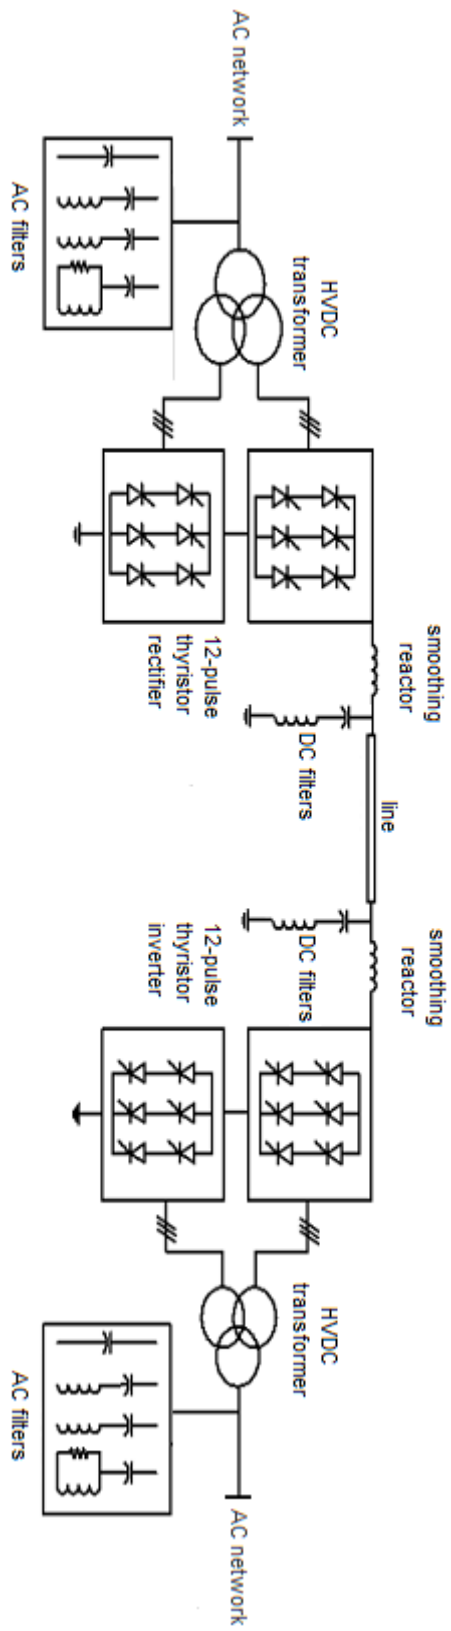 AC network
AC filters
HVDC
transformer
12-pulse
thyristor
rectifier
smoothing
reactor
DC filters
line
smoothing
reactor
DC filters
12-pulse
thyristor
inverter
HVDC
transformer
AC filters
AC network